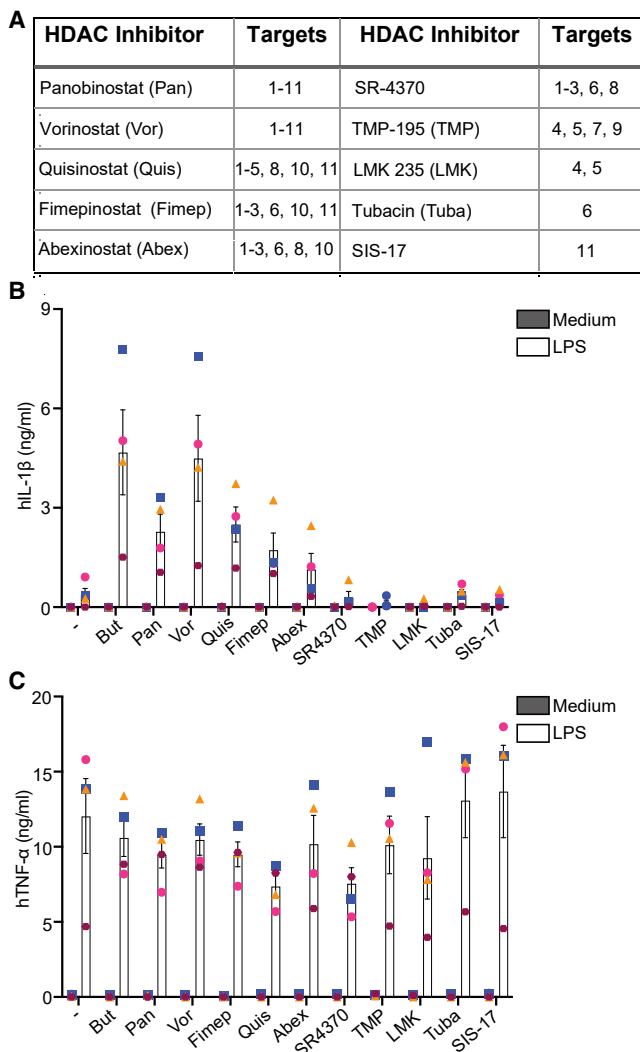 A
HDAC Inhibitor Targets HDAC Inhibitor Targets
Panobinostat (Pan) 1-11 SR-4370 1-3, 6, 8
Vorinostat (Vor) 1-11 TMP-195 (TMP) 4, 5, 7, 9
Quisinostat (Quis) 1-5, 8, 10, 11 LMK 235 (LMK) 4, 5
Fimepinostat (Fimep) 1-3, 6, 10, 11 Tubacin (Tuba) 6
Abexinostat (Abex) 1-3, 6, 8, 10 SIS-17 11
B
hIL-1β (ng/ml)
9
6
3
0
Medium
LPS
- But Pan Vor Quis Fimep Abex SR4370 TMP LMK Tuba SIS-17
C
hTNF-α (ng/ml)
20
15
10
5
0
Medium
LPS
- But Pan Vor Fimep Quis Abex SR4370 TMP LMK Tuba SIS-17